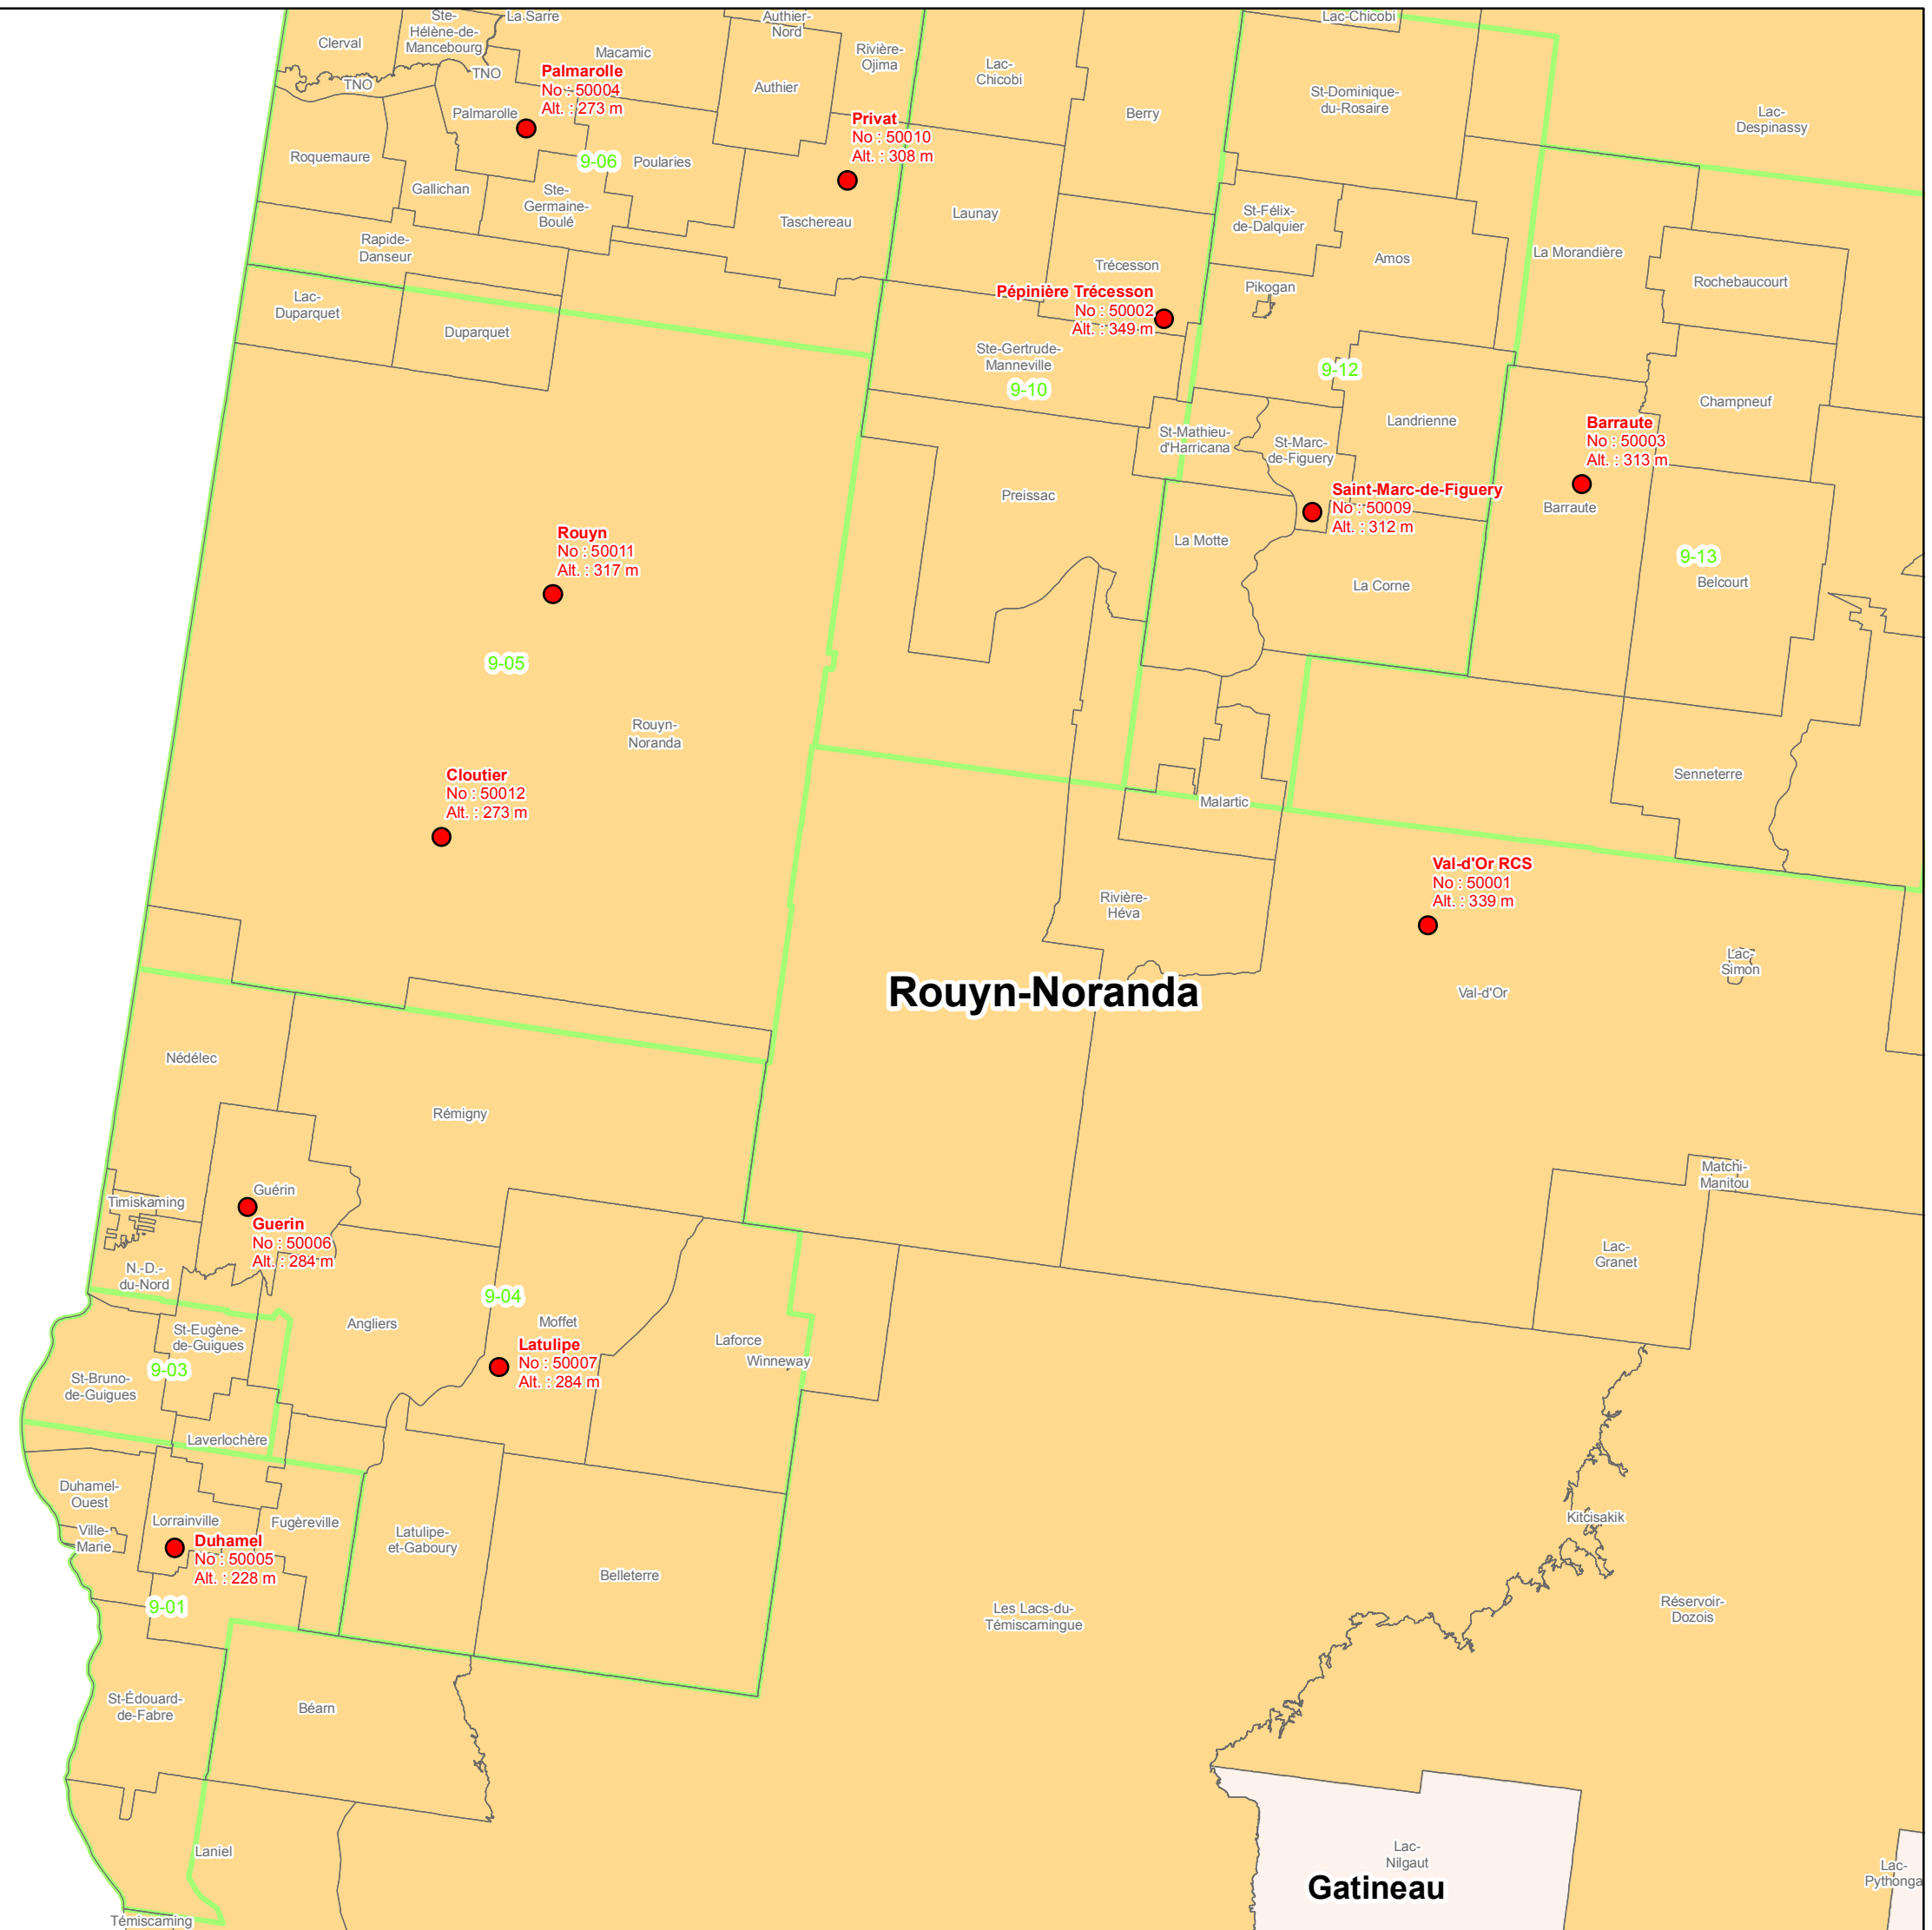 Clerval
Ste-
Hélène-de-
Mancebourg
La Sarre
Macamic
Authier-
Nord
Rivière-
Ojima
Lac-
Chicobi
Lac-Chicobi
TNO
TNO
Palmarolle
No : 50004
Alt. : 273 m
Palmarolle
Authier
Privat
No : 50010
Alt. : 308 m
Berry
St-Dominique-
du-Rosaire
Lac-
Despinassy
Roquemaure
9-06
Poularies
Gallichan
Ste-
Germaine-
Boulé
Taschereau
Launay
St-Félix-
de-Dalquier
Rapide-
Danseur
Trécesson
Amos
La Morandière
Rochebaucourt
Pikogan
Lac-
Duparquet
Duparquet
Pépinière Trécesson
No : 50002
Alt. : 349 m
Ste-Gertrude-
Manneville
9-10
9-12
Champneuf
Landrienne
St-Mathieu-
d'Harricana
St-Marc-
de-Figuery
Barraute
No : 50003
Alt. : 313 m
Barraute
Preissac
Saint-Marc-de-Figuery
No : 50009
Alt. : 312 m
La Motte
La Corne
9-13
Belcourt
Rouyn
No : 50011
Alt. : 317 m
9-05
Rouyn-
Noranda
Cloutier
No : 50012
Alt. : 273 m
Senneterre
Malartic
Val-d'Or RCS
No : 50001
Alt. : 339 m
Rivière-
Héva
Lac-
Simon
Rouyn-Noranda
Val-d'Or
Nédélec
Rémigny
Matchi-
Manitou
Timiskaming
Guérin
Guerin
No : 50006
Alt. : 284 m
N.-D.-
du-Nord
Lac-
Granet
9-04
Angliers
Moffet
St-Eugène-
de-Guigues
Latulipe
No : 50007
Alt. : 284 m
Laforce
Winneway
9-03
St-Bruno-
de-Guigues
Laverlochère
Duhamel-
Ouest
Ville-
Marie
Lorrainville
Fugèreville
Duhamel
No : 50005
Alt. : 228 m
Latulipe-
et-Gaboury
Kitcisakik
Belleterre
9-01
Les Lacs-du-
Témiscamingue
Réservoir-
Dozois
St-Édouard-
de-Fabre
Béarn
Laniel
Lac-
Nilgaut
Gatineau
Lac-
Pythonga
Témiscaming